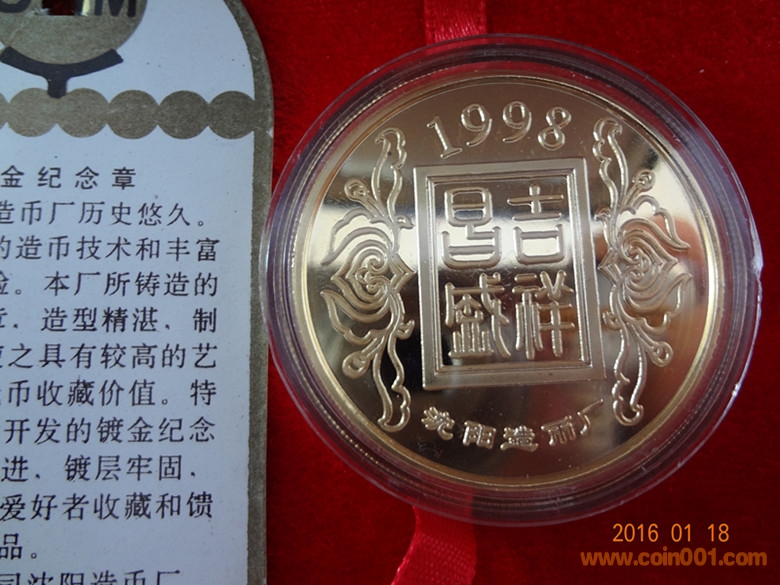 M
金纪念章
造币厂历史悠久。
的造币技术和丰富
验。本厂所铸造的
章，造型精湛、制
使之具有较高的艺
币收藏价值。特
开发的镀金纪念
进，镀层牢固，
爱好者收藏和馈
品。
司沈阳造币厂
1998
吉祥
昌盛
沈阳造币厂
2016 01 18
www.coin001.com